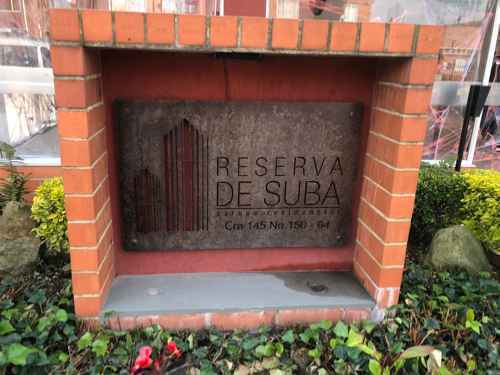 RESERVA
DE SUBA
Cra 145 No. 150 - 64